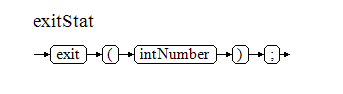 exitStat
exit ( intNumber ) ;